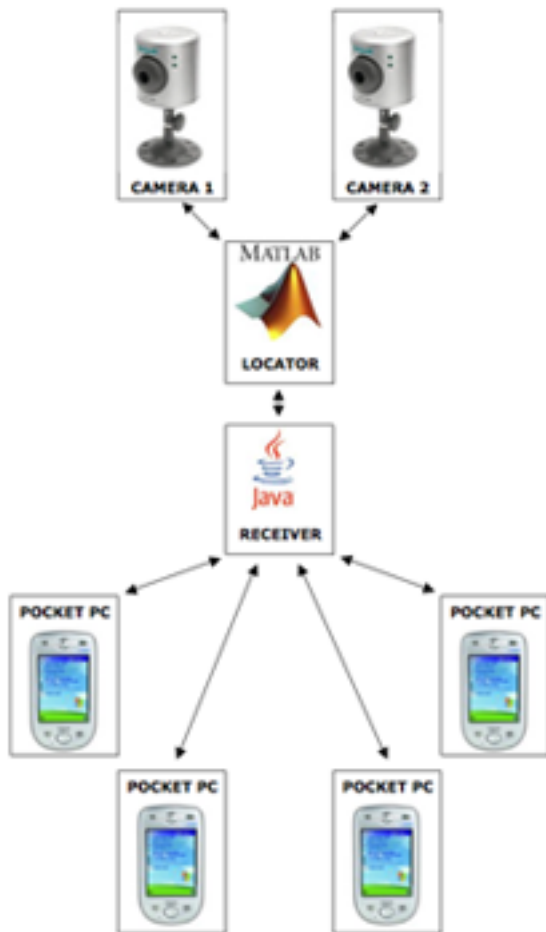 CAMERA 1
CAMERA 2
MATLAB
LOCATOR
Java
RECEIVER
POCKET PC
POCKET PC
POCKET PC
POCKET PC